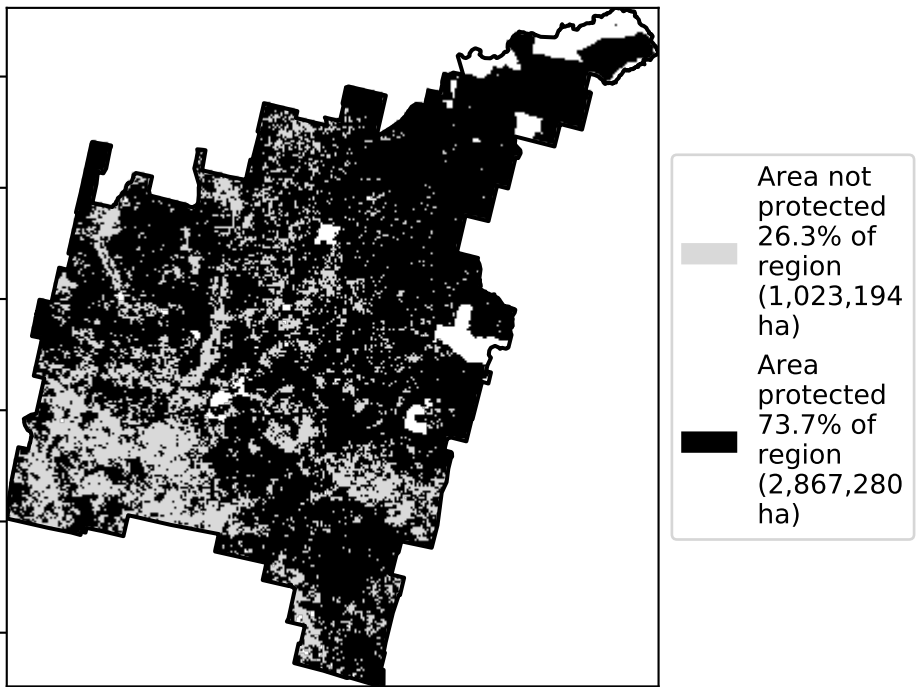 Area not
protected
26.3% of
region
(1,023,194
ha)
Area
protected
73.7% of
region
(2,867,280
ha)